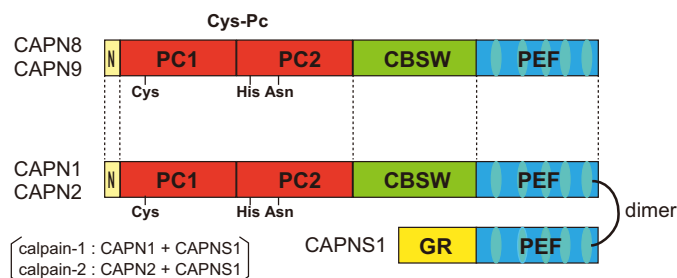 Cys-Pc
CAPN8
CAPN9
N PC1 PC2 CBSW PEF
Cys His Asn
CAPN1
CAPN2
N PC1 PC2 CBSW PEF
Cys His Asn
dimer
calpain-1 : CAPN1 + CAPNS1
calpain-2 : CAPN2 + CAPNS1
CAPNS1 GR PEF